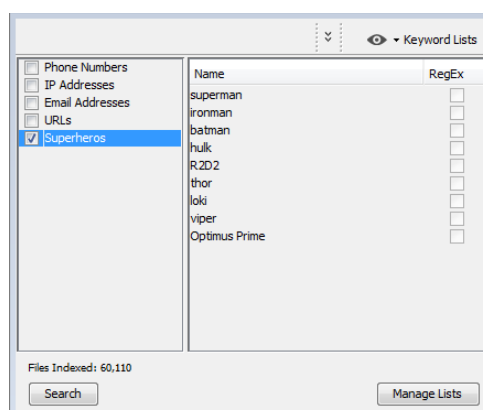 Keyword Lists
Phone Numbers
IP Addresses
Email Addresses
URLs
Superheros
Name RegEx
superman
ironman
batman
hulk
R2D2
thor
loki
viper
Optimus Prime
Files Indexed: 60,110
Search Manage Lists